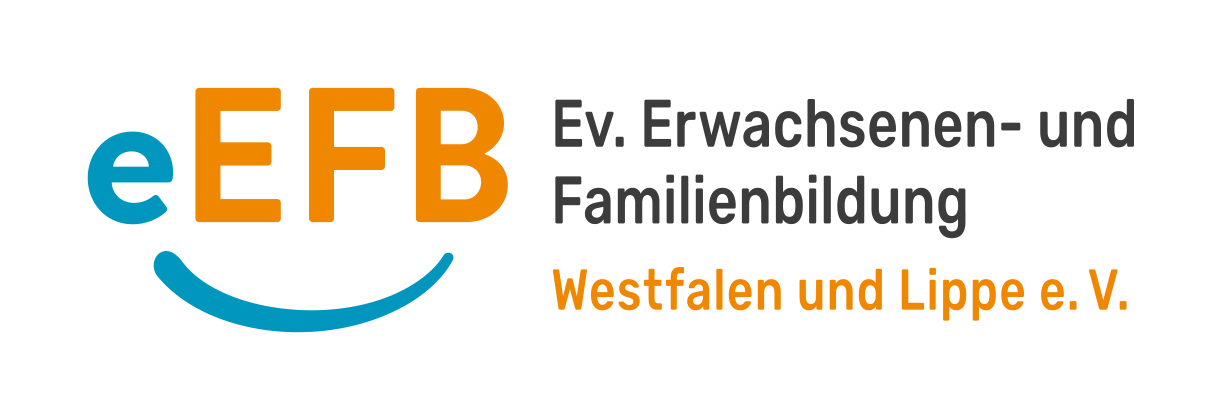 eEFB
Ev. Erwachsenen- und
Familienbildung
Westfalen und Lippe e. V.